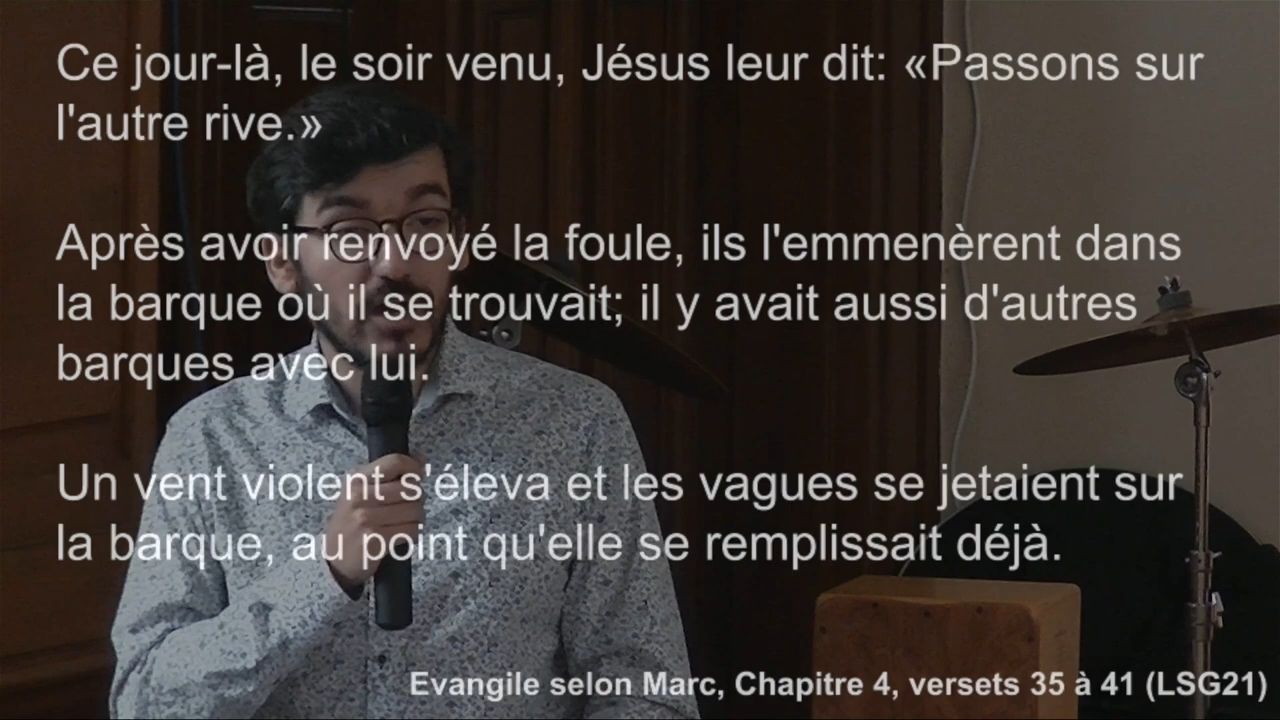 Ce jour-là, le soir venu, Jésus leur dit: «Passons sur
l'autre rive.»
Après avoir renvoyé la foule, ils l'emmenèrent dans
la barque où il se trouvait; il y avait aussi d'autres
barques avec lui.
Un vent violent s'éleva et les vagues se jetaient sur
la barque, au point qu'elle se remplissait déjà.
Evangile selon Marc, Chapitre 4, versets 35 à 41 (LSG21)